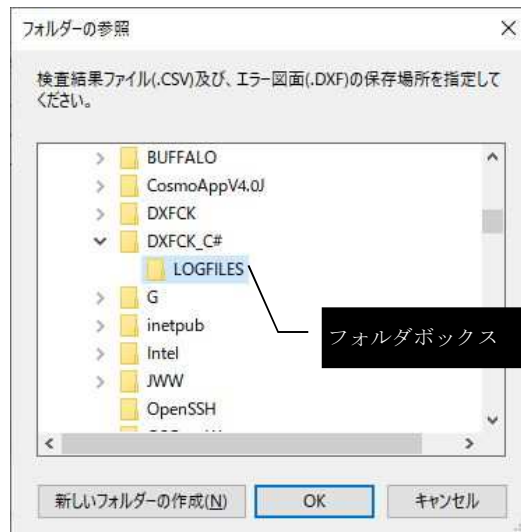 フォルダーの参照
検査結果ファイル(.CSV)及び、エラー図面(.DXF)の保存場所を指定して
ください。
BUFFALO
CosmoAppV4.0J
DXFCK
DXFCK_C#
LOGFILES
G
inetpub
フォルダボックス
Intel
JWW
OpenSSH
新しいフォルダーの作成(N)
OK
キャンセル